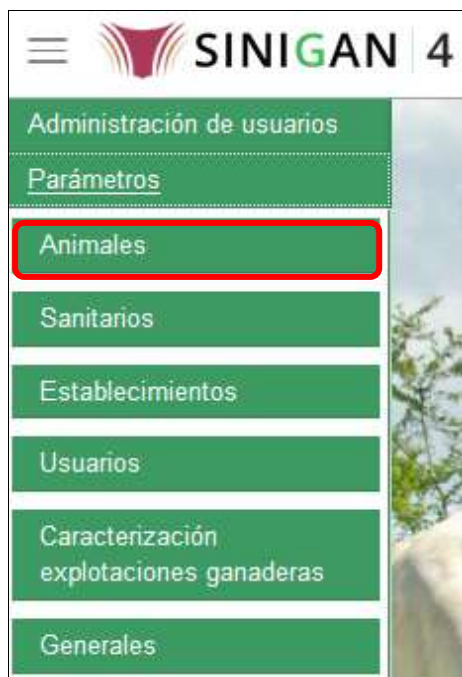 SINIGAN 4
Administración de usuarios
Parámetros
Animales
Sanitarios
Establecimientos
Usuarios
Caracterización
explotaciones ganaderas
Generales